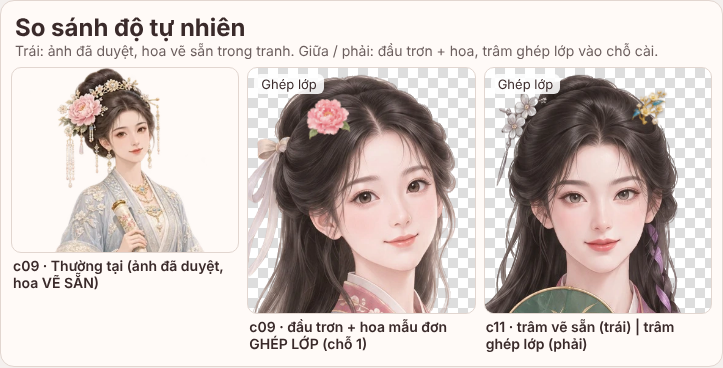 So sánh độ tự nhiên
Trái: ảnh đã duyệt, hoa vẽ sẵn trong tranh. Giữa / phải: đầu trơn + hoa, trâm ghép lớp vào chỗ cài.
Ghép lớp
Ghép lớp
c09 · Thường tại (ảnh đã duyệt,
hoa VẼ SẴN)
c09 · đầu trơn + hoa mẫu đơn
GHÉP LỚP (chỗ 1)
c11 · trâm vẽ sẵn (trái) | trâm
ghép lớp (phải)